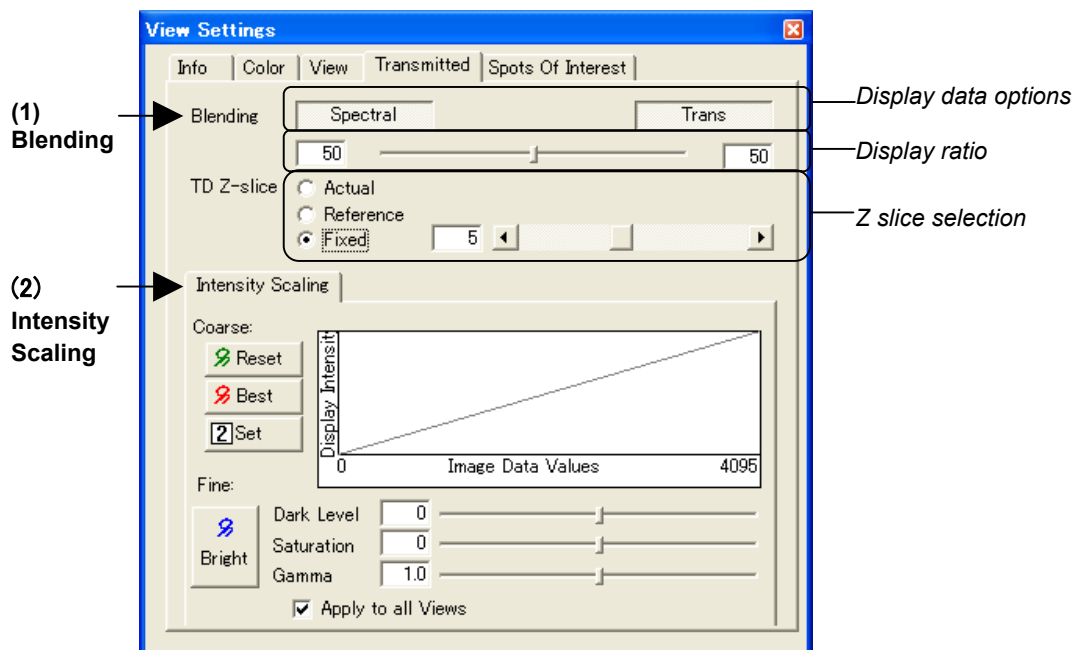 View Settings
Info Color View Transmitted Spots Of Interest
(1)
Blending
Blending Spectral Trans
Display data options
50 50
Display ratio
TD Z-slice Actual
Reference
Fixed 5
Z slice selection
(2)
Intensity
Scaling
Intensity Scaling
Coarse:
Reset
Best
2 Set
Display Intensit
0 Image Data Values 4095
Fine:
Bright
Dark Level 0
Saturation 0
Gamma 1.0
Apply to all Views